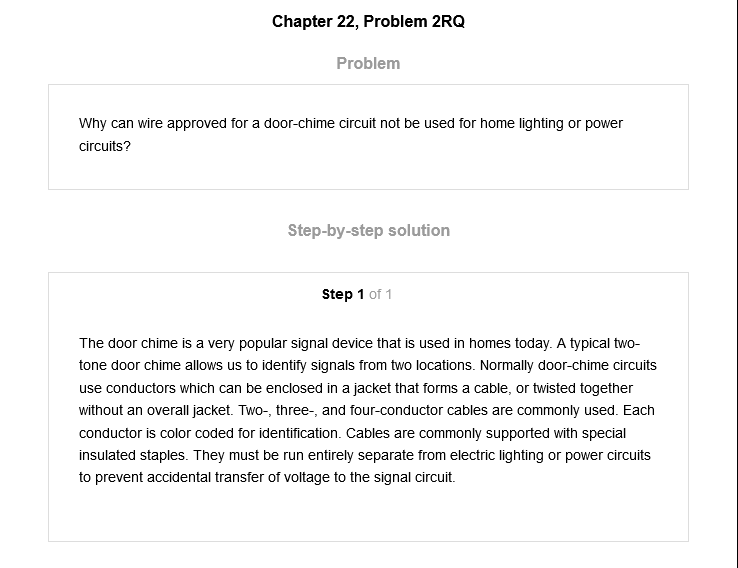 Chapter 22, Problem 2RQ
Problem
Why can wire approved for a door-chime circuit not be used for home lighting or power
circuits?
Step-by-step solution
Step 1 of 1
The door chime is a very popular signal device that is used in homes today. A typical two-
tone door chime allows us to identify signals from two locations. Normally door-chime circuits
use conductors which can be enclosed in a jacket that forms a cable, or twisted together
without an overall jacket. Two-, three-, and four-conductor cables are commonly used. Each
conductor is color coded for identification. Cables are commonly supported with special
insulated staples. They must be run entirely separate from electric lighting or power circuits
to prevent accidental transfer of voltage to the signal circuit.